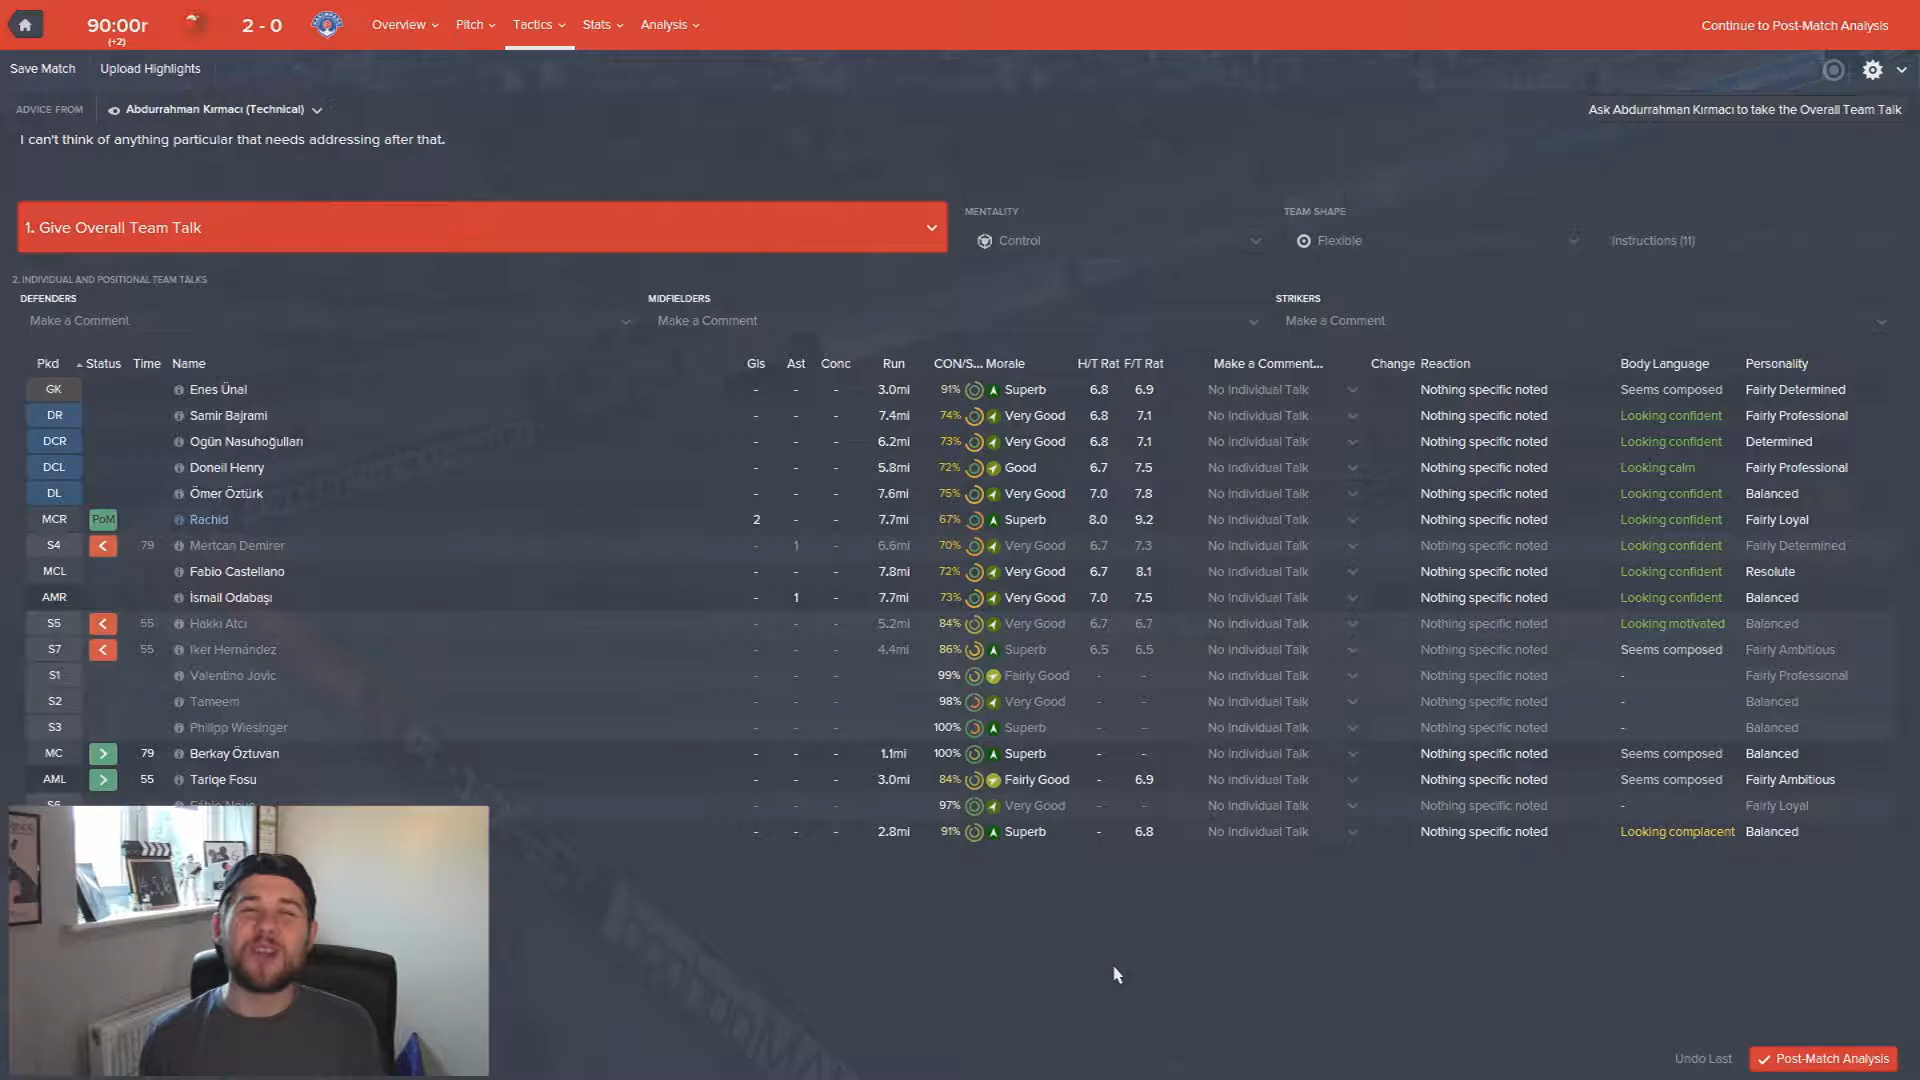 90:00r
(+2)
2 - 0
Overview
Pitch
Tactics
Stats
Analysis
Continue to Post-Match Analysis
Save Match
Upload Highlights
ADVICE FROM
Abdurrahman Kırmacı (Technical)
Ask Abdurrahman Kırmacı to take the Overall Team Talk
I can't think of anything particular that needs addressing after that.
1. Give Overall Team Talk
MENTALITY
Control
TEAM SHAPE
Flexible
Instructions (11)
2. INDIVIDUAL AND POSITIONAL TEAM TALKS
DEFENDERS MIDFIELDERS STRIKERS
Make a Comment Make a Comment Make a Comment
Pkd Status Time Name Gls Ast Conc Run CON/S... Morale H/T Rat F/T Rat Make a Comment... Change Reaction Body Language Personality
GK Enes Ünal - - - 3.0mi 91% Superb 6.8 6.9 No Individual Talk Nothing specific noted Seems composed Fairly Determined
DR Samir Bajrami - - - 7.4mi 74% Very Good 6.8 7.1 No Individual Talk Nothing specific noted Looking confident Fairly Professional
DCR Ogün Nasuhoğulları - - - 6.2mi 73% Very Good 6.8 7.1 No Individual Talk Nothing specific noted Looking confident Determined
DCL Doneil Henry - - - 5.8mi 72% Good 6.7 7.5 No Individual Talk Nothing specific noted Looking calm Fairly Professional
DL Ömer Öztürk - - - 7.6mi 75% Very Good 7.0 7.8 No Individual Talk Nothing specific noted Looking confident Balanced
MCR PoM Rachid 2 - - 7.7mi 67% Superb 8.0 9.2 No Individual Talk Nothing specific noted Looking confident Fairly Loyal
S4 79 Mertcan Demirer - 1 - 6.6mi 70% Very Good 6.7 7.3 No Individual Talk Nothing specific noted Looking confident Fairly Determined
MCL Fabio Castellano - - - 7.8mi 72% Very Good 6.7 8.1 No Individual Talk Nothing specific noted Looking confident Resolute
AMR İsmail Odabaşı - 1 - 7.7mi 73% Very Good 7.0 7.5 No Individual Talk Nothing specific noted Looking confident Balanced
S5 55 Hakkı Atcı - - - 5.2mi 84% Very Good 6.7 6.7 No Individual Talk Nothing specific noted Looking motivated Balanced
S7 55 Iker Hernández - - - 4.4mi 86% Superb 6.5 6.5 No Individual Talk Nothing specific noted Seems composed Fairly Ambitious
S1 Valentino Jovic - - - 99% Fairly Good - - No Individual Talk Nothing specific noted - Fairly Professional
S2 Tameem - - - 98% Very Good - - No Individual Talk Nothing specific noted - Balanced
S3 Philipp Wiesinger - - - 100% Superb - - No Individual Talk Nothing specific noted - Balanced
MC 79 Berkay Öztuvan - - - 1.1mi 100% Superb - - No Individual Talk Nothing specific noted Seems composed Balanced
AML 55 Tariqe Fosu - - - 3.0mi 84% Fairly Good - 6.9 No Individual Talk Nothing specific noted Seems composed Fairly Ambitious
S6 - - - 97% Very Good - - No Individual Talk Nothing specific noted - Fairly Loyal
- - - 2.8mi 91% Superb - 6.8 No Individual Talk Nothing specific noted Looking complacent Balanced
Undo Last
Post-Match Analysis